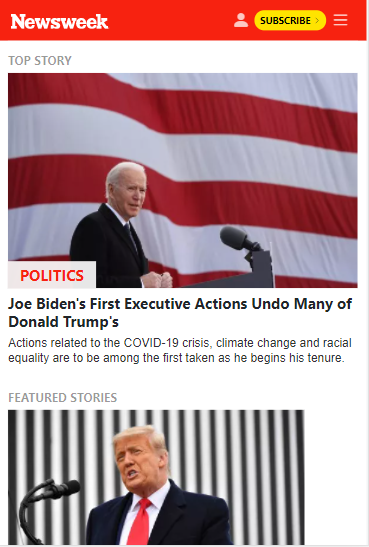 Newsweek
SUBSCRIBE >
TOP STORY
POLITICS
Joe Biden's First Executive Actions Undo Many of
Donald Trump's
Actions related to the COVID-19 crisis, climate change and racial
equality are to be among the first taken as he begins his tenure.
FEATURED STORIES